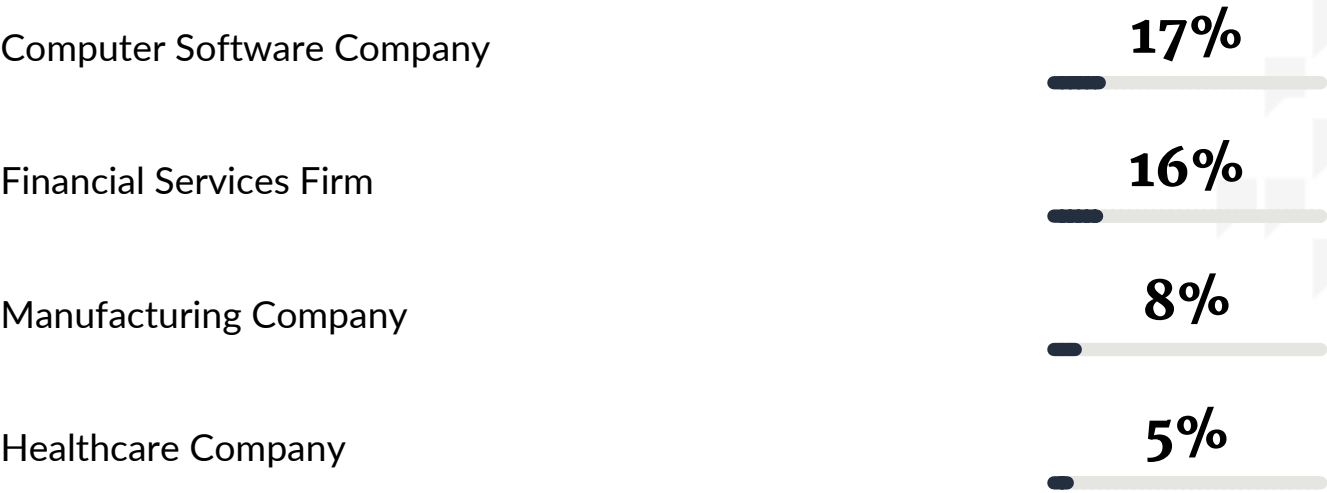 Computer Software Company 17%
Financial Services Firm 16%
Manufacturing Company 8%
Healthcare Company 5%